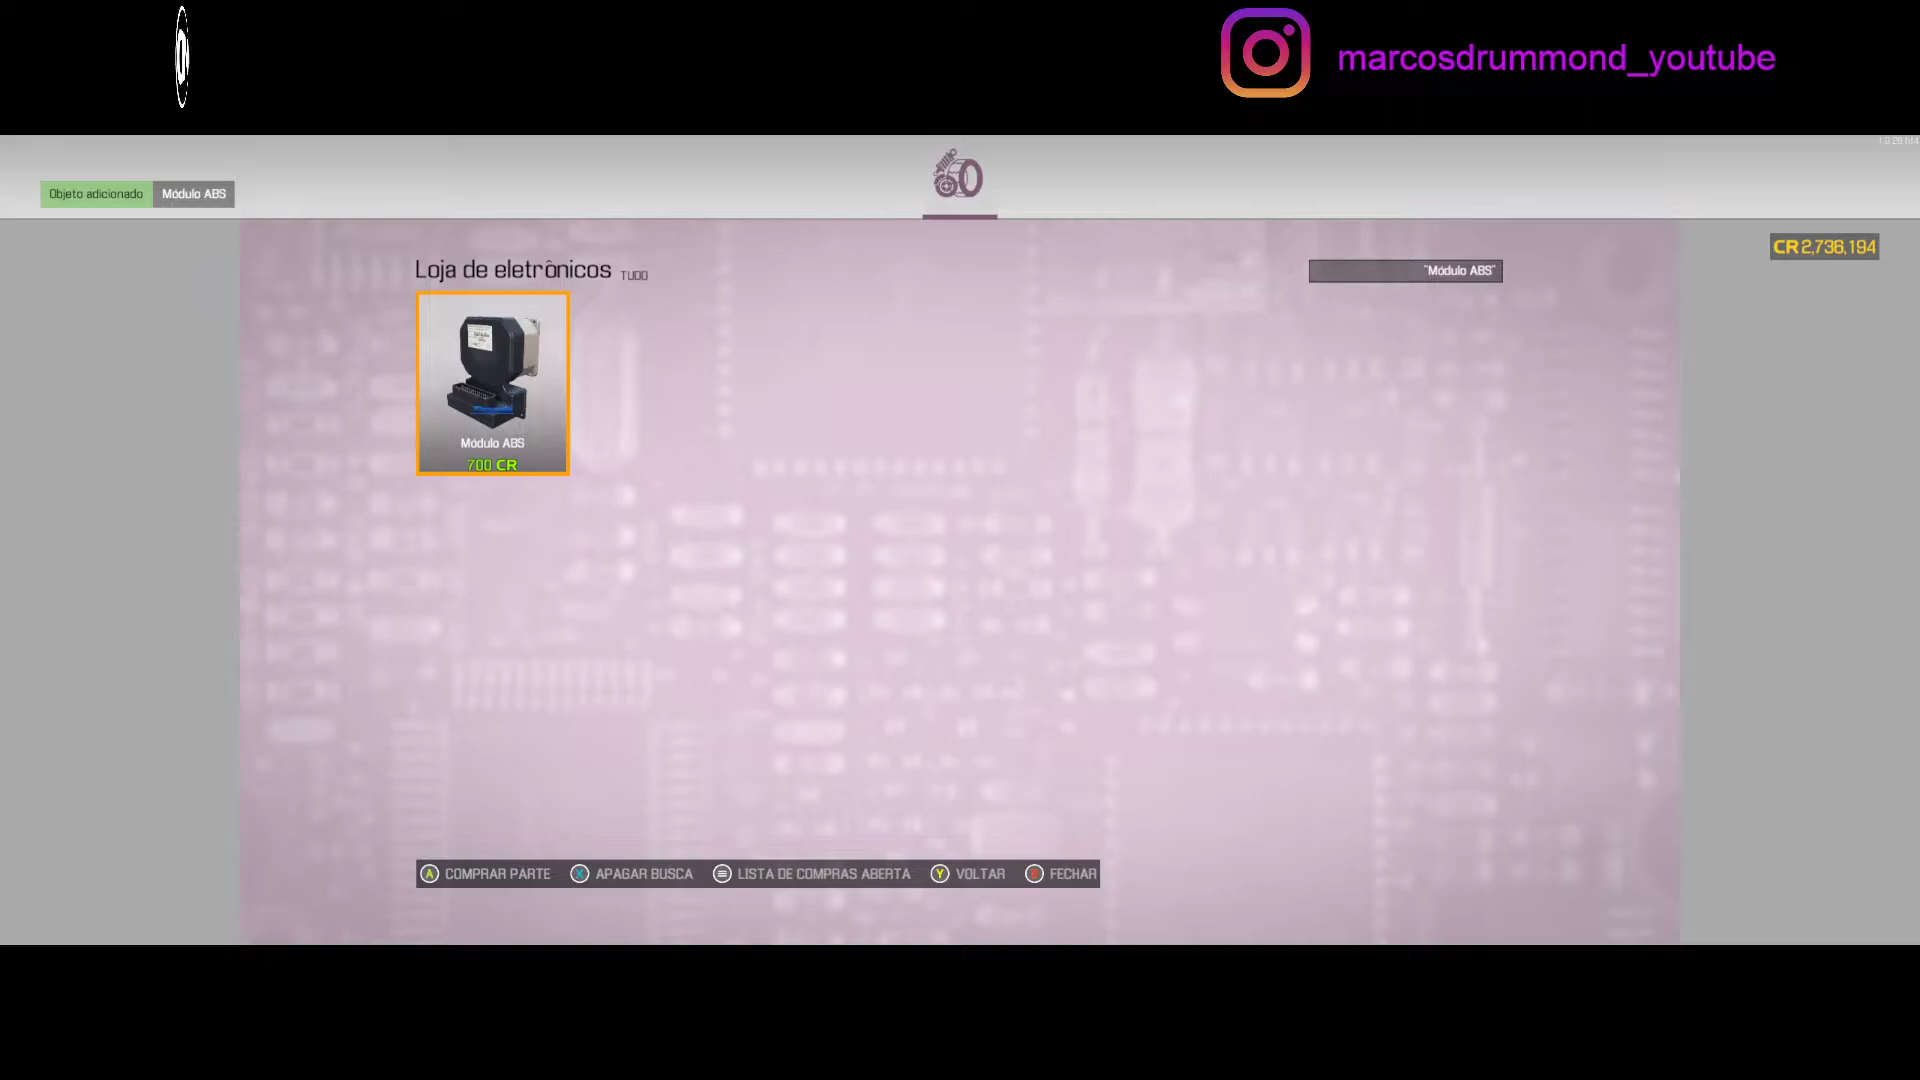 marcosdrummond_youtube
Objeto adicionado Módulo ABS
CR 2,736,194
Loja de eletrônicos TUDO
"Módulo ABS"
Módulo ABS
700 CR
A COMPRAR PARTE X APAGAR BUSCA LISTA DE COMPRAS ABERTA Y VOLTAR B FECHAR